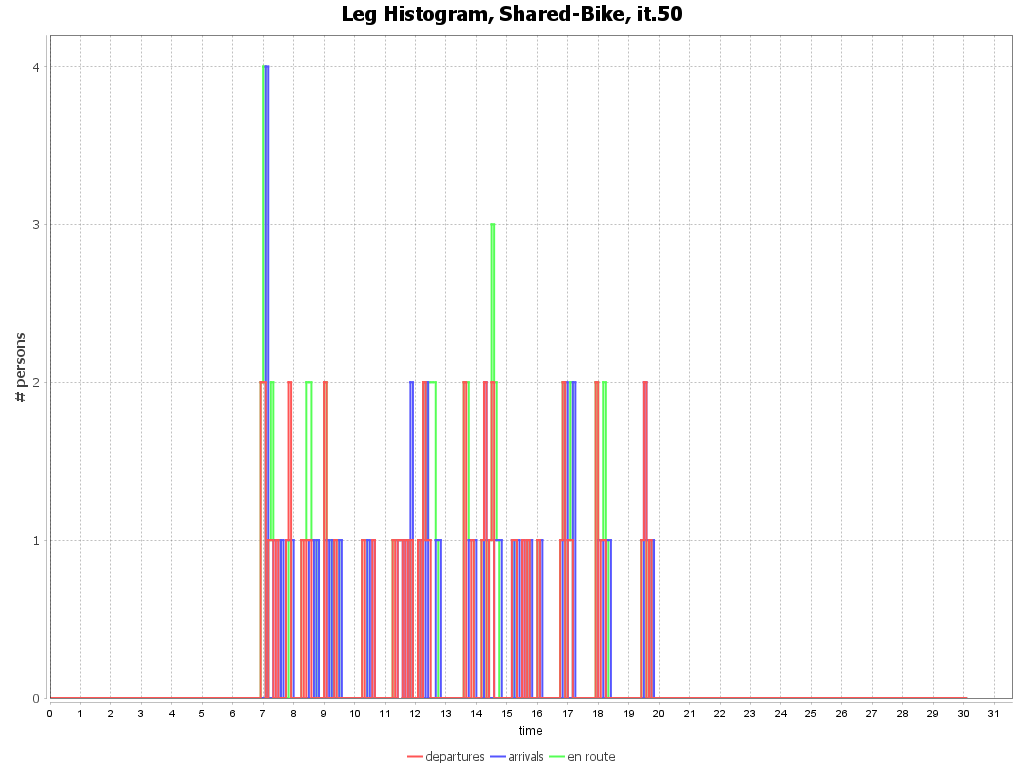 Leg Histogram, Shared-Bike, it.50
# persons
4
3
2
1
0
0 1 2 3 4 5 6 7 8 9 10 11 12 13 14 15 16 17 18 19 20 21 22 23 24 25 26 27 28 29 30 31
time
departures arrivals en route